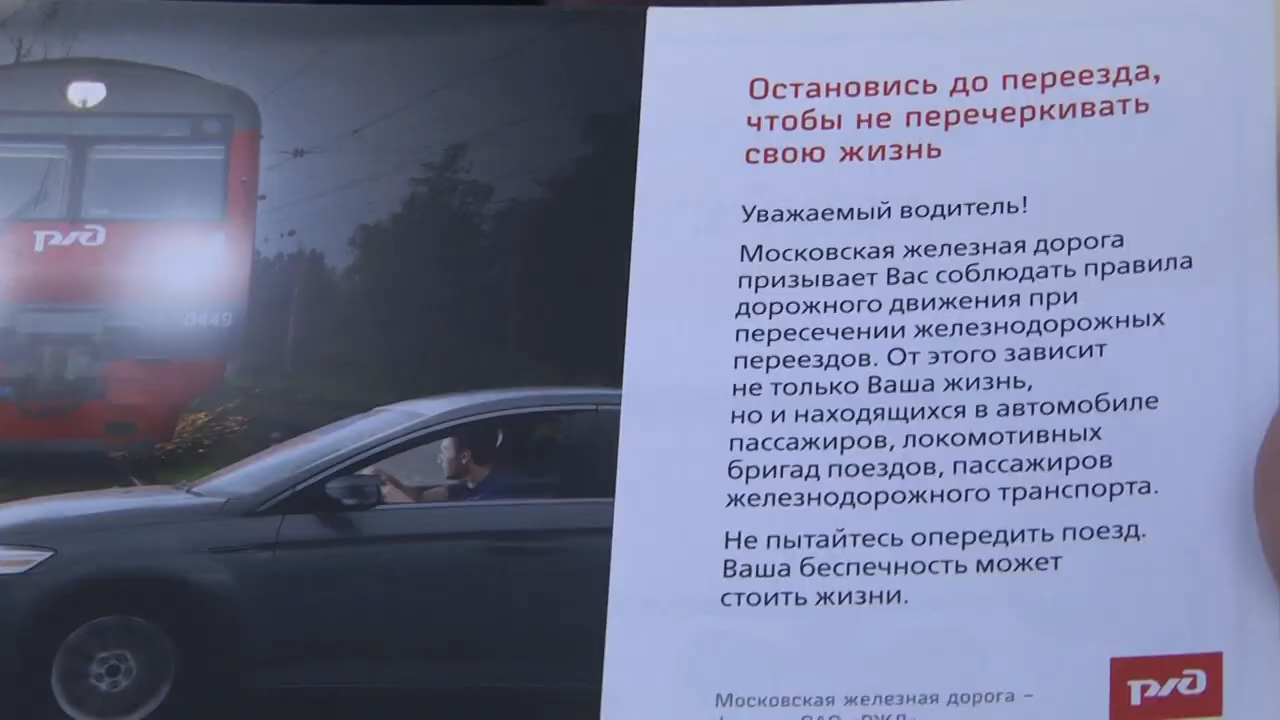 Остановись до переезда,
чтобы не перечеркивать
свою жизнь
Уважаемый водитель!
Московская железная дорога
призывает Вас соблюдать правила
дорожного движения при
пересечении железнодорожных
переездов. От этого зависит
не только Ваша жизнь,
но и находящихся в автомобиле
пассажиров, локомотивных
бригад поездов, пассажиров
железнодорожного транспорта.
Не пытайтесь опередить поезд.
Ваша беспечность может
стоить жизни.
Московская железная дорога –
ржд
ржд